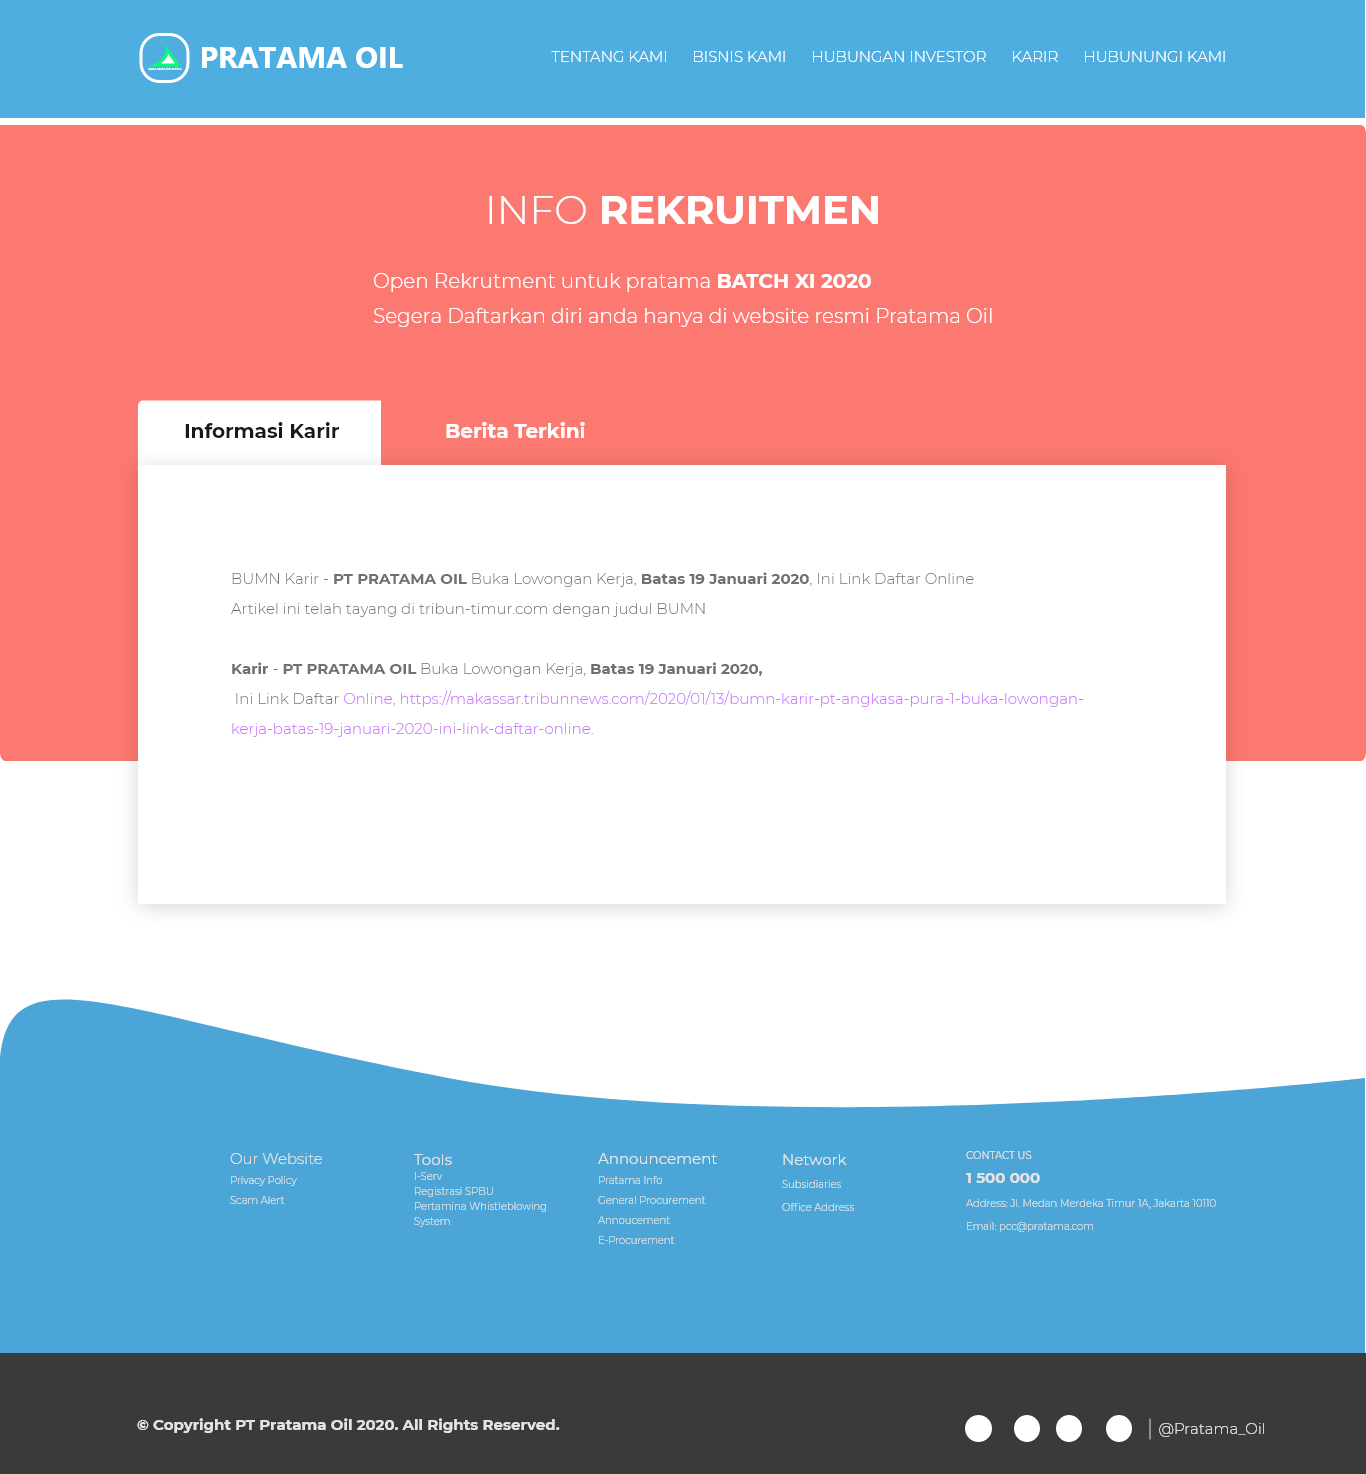 PRATAMA OIL
TENTANG KAMI BISNIS KAMI HUBUNGAN INVESTOR KARIR HUBUNUNGI KAMI
INFO REKRUITMEN
Open Rekrutment untuk pratama BATCH XI 2020
Segera Daftarkan diri anda hanya di website resmi Pratama Oil
Informasi Karir
Berita Terkini
BUMN Karir - PT PRATAMA OIL Buka Lowongan Kerja, Batas 19 Januari 2020, Ini Link Daftar Online
Artikel ini telah tayang di tribun-timur.com dengan judul BUMN
Karir - PT PRATAMA OIL Buka Lowongan Kerja, Batas 19 Januari 2020,
Ini Link Daftar Online, https://makassar.tribunnews.com/2020/01/13/bumn-karir-pt-angkasa-pura-1-buka-lowongan-
kerja-batas-19-januari-2020-ini-link-daftar-online.
Our Website
Privacy Policy
Scam Alert
Tools
I-Serv
Registrasi SPBU
Pertamina Whistleblowing
System
Announcement
Pratama Info
General Procurement
Annoucement
E-Procurement
Network
Subsidiaries
Office Address
CONTACT US
1 500 000
Address: Jl. Medan Merdeka Timur 1A, Jakarta 10110
Email: pcc@pratama.com
© Copyright PT Pratama Oil 2020. All Rights Reserved.
| @Pratama_Oil